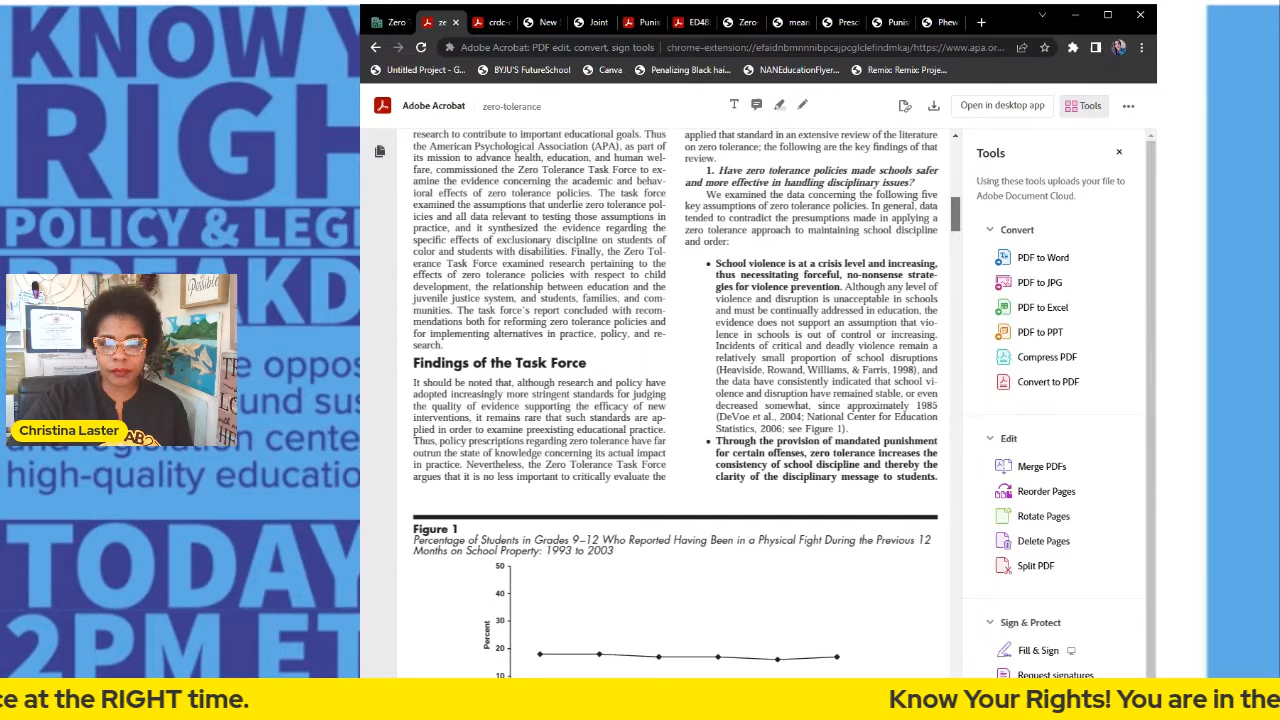 KNOW Y
RIGH
POLICY & LEGI
BREAKD
e oppos
und sus
and legislation cente
high-quality educatio
TODAY
2PM ET
Possible
Christina Laster
Zero
ze
crdc-
New S
Joint
Punis
ED48
Zero-
mean
Presc
Punis
Phew
Adobe Acrobat: PDF edit, convert, sign tools
chrome-extension://efaidnbmnnnibpcajpcglclefindmkaj/https://www.apa.or...
Untitled Project - G...
BYJU'S FutureSchool
Canva
Penalizing Black hai...
NANEducationFlyer...
Remix: Remix Proje...
Adobe Acrobat
zero-tolerance
Open in desktop app
Tools
research to contribute to important educational goals. Thus
the American Psychological Association (APA), as part of
its mission to advance health, education, and human wel-
fare, commissioned the Zero Tolerance Task Force to ex-
amine the evidence concerning the academic and behav-
ioral effects of zero tolerance policies. The task force
examined the assumptions that underlie zero tolerance pol-
icies and all data relevant to testing those assumptions in
practice, and it synthesized the evidence regarding the
specific effects of exclusionary discipline on students of
color and students with disabilities. Finally, the Zero Tol-
erance Task Force examined research pertaining to the
effects of zero tolerance policies with respect to child
development, the relationship between education and the
juvenile justice system, and students, families, and com-
munities. The task force's report concluded with recom-
mendations both for reforming zero tolerance policies and
for implementing alternatives in practice, policy, and re-
search.
Findings of the Task Force
It should be noted that, although research and policy have
adopted increasingly more stringent standards for judging
the quality of evidence supporting the efficacy of new
interventions, it remains rare that such standards are ap-
plied in order to examine preexisting educational practice.
Thus, policy prescriptions regarding zero tolerance have far
outrun the state of knowledge concerning its actual impact
in practice. Nevertheless, the Zero Tolerance Task Force
argues that it is no less important to critically evaluate the
applied that standard in an extensive review of the literature
on zero tolerance; the following are the key findings of that
review.
1. Have zero tolerance policies made schools safer
and more effective in handling disciplinary issues?
We examined the data concerning the following five
key assumptions of zero tolerance policies. In general, data
tended to contradict the presumptions made in applying a
zero tolerance approach to maintaining school discipline
and order:
• School violence is at a crisis level and increasing,
thus necessitating forceful, no-nonsense strate-
gies for violence prevention. Although any level of
violence and disruption is unacceptable in schools
and must be continually addressed in education, the
evidence does not support an assumption that vio-
lence in schools is out of control or increasing.
Incidents of critical and deadly violence remain a
relatively small proportion of school disruptions
(Heaviside, Rowand, Williams, & Farris, 1998), and
the data have consistently indicated that school vi-
olence and disruption have remained stable, or even
decreased somewhat, since approximately 1985
(DeVoe et al., 2004; National Center for Education
Statistics, 2006; see Figure 1).
• Through the provision of mandated punishment
for certain offenses, zero tolerance increases the
consistency of school discipline and thereby the
clarity of the disciplinary message to students.
Figure 1
Percentage of Students in Grades 9–12 Who Reported Having Been in a Physical Fight During the Previous 12
Months on School Property: 1993 to 2003
50
40
30
20
10
Percent
Tools
Using these tools uploads your file to
Adobe Document Cloud.
Convert
PDF to Word
PDF to JPG
PDF to Excel
PDF to PPT
Compress PDF
Convert to PDF
Edit
Merge PDFs
Reorder Pages
Rotate Pages
Delete Pages
Split PDF
Sign & Protect
Fill & Sign
Request signatures
ce at the RIGHT time.
Know Your Rights! You are in the